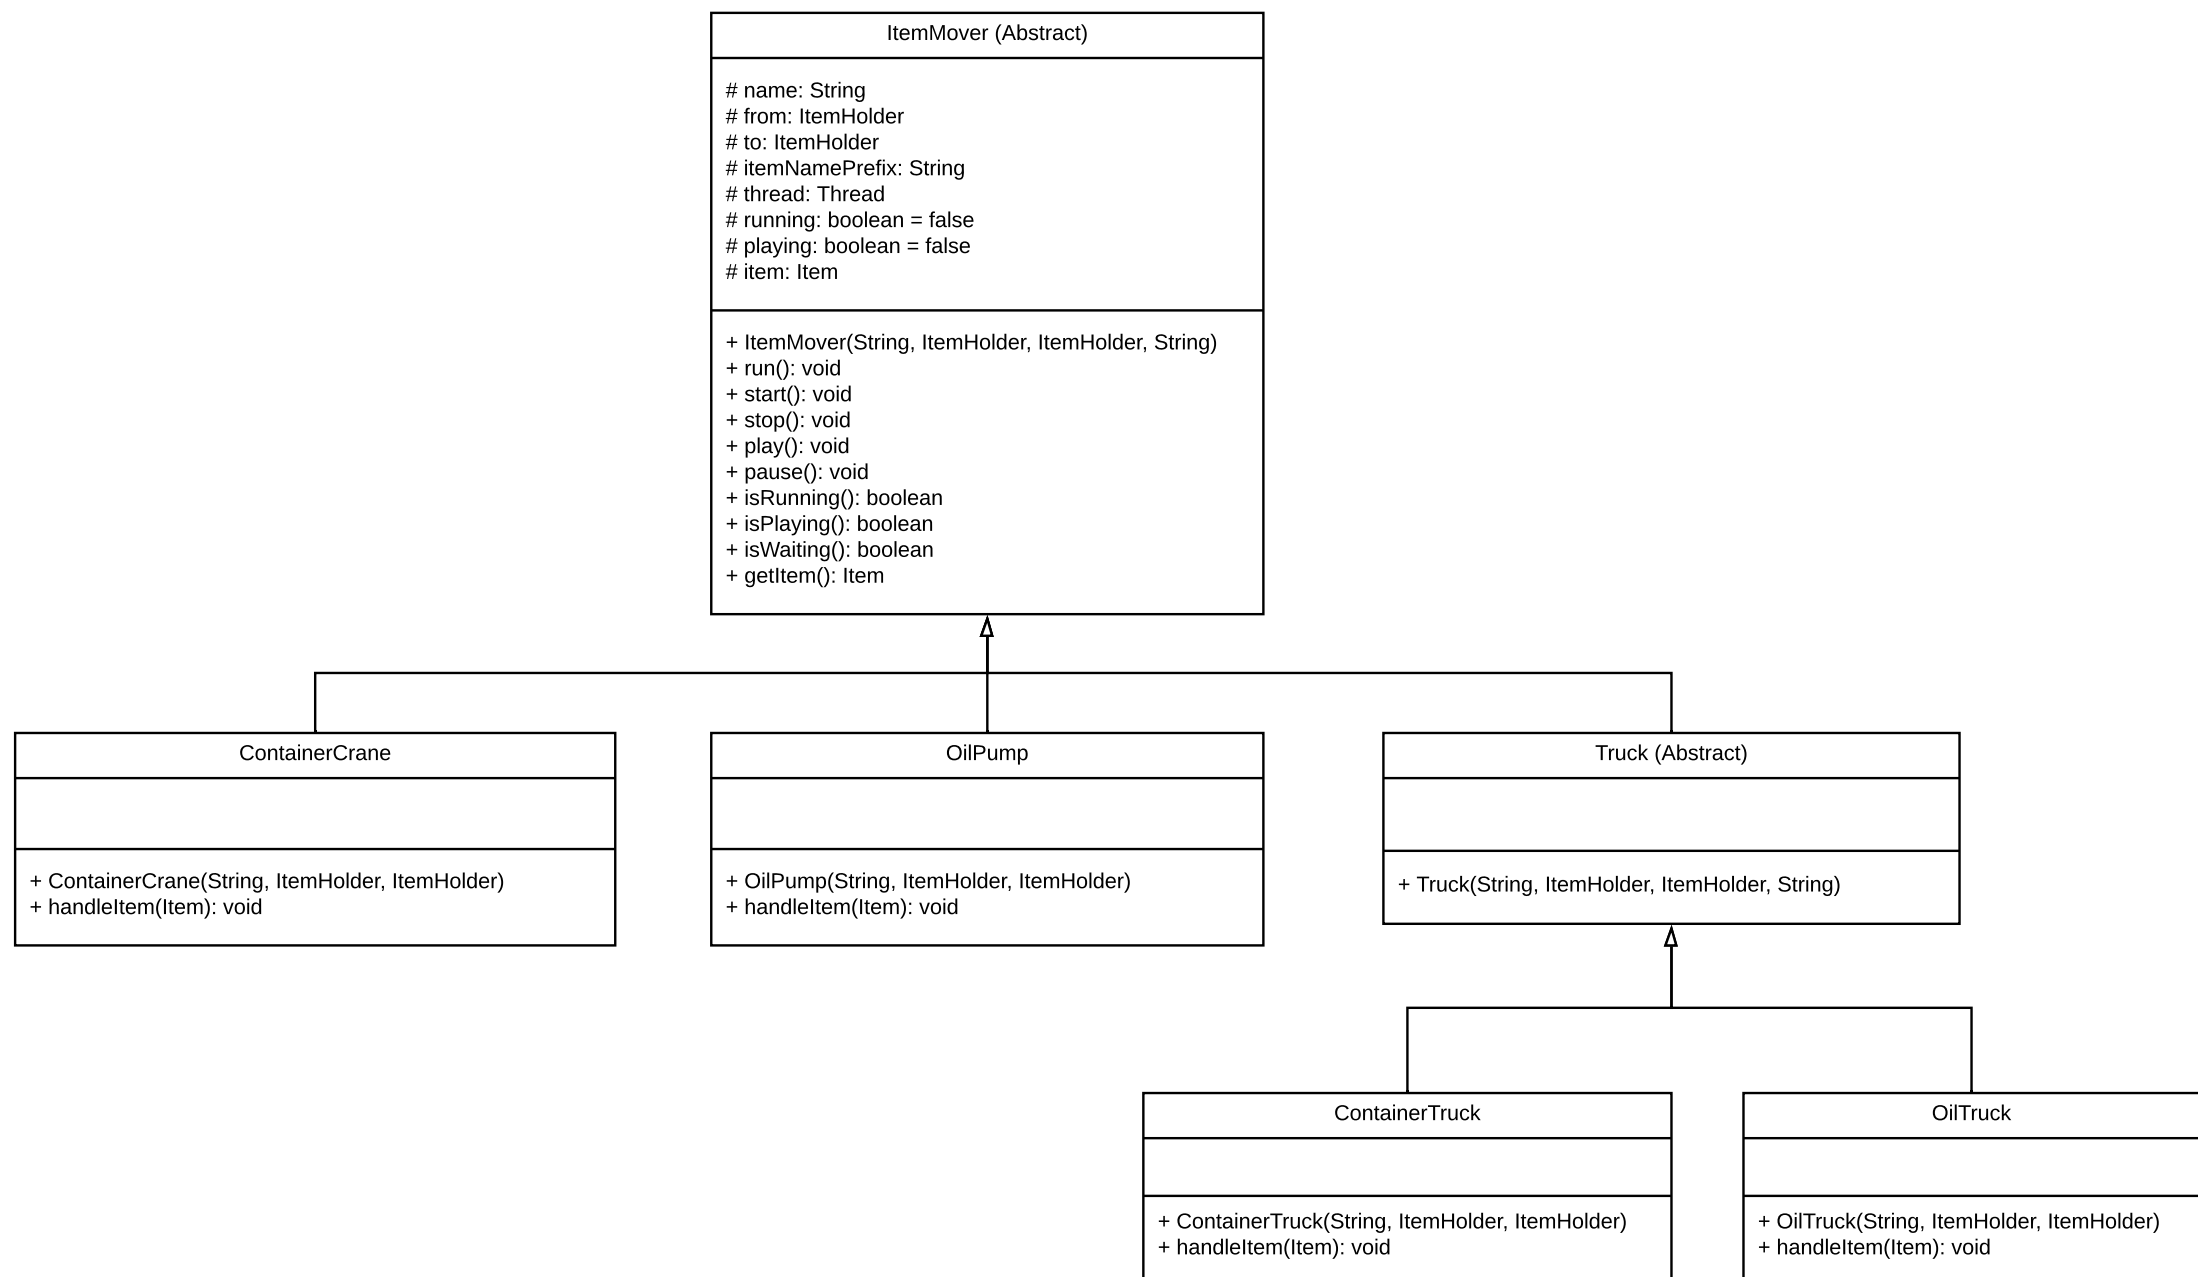 ItemMover (Abstract)
# name: String
# from: ItemHolder
# to: ItemHolder
# itemNamePrefix: String
# thread: Thread
# running: boolean = false
# playing: boolean = false
# item: Item
+ ItemMover(String, ItemHolder, ItemHolder, String)
+ run(): void
+ start(): void
+ stop(): void
+ play(): void
+ pause(): void
+ isRunning(): boolean
+ isPlaying(): boolean
+ isWaiting(): boolean
+ getItem(): Item
ContainerCrane
+ ContainerCrane(String, ItemHolder, ItemHolder)
+ handleItem(Item): void
OilPump
+ OilPump(String, ItemHolder, ItemHolder)
+ handleItem(Item): void
Truck (Abstract)
+ Truck(String, ItemHolder, ItemHolder, String)
ContainerTruck
+ ContainerTruck(String, ItemHolder, ItemHolder)
+ handleItem(Item): void
OilTruck
+ OilTruck(String, ItemHolder, ItemHolder)
+ handleItem(Item): void